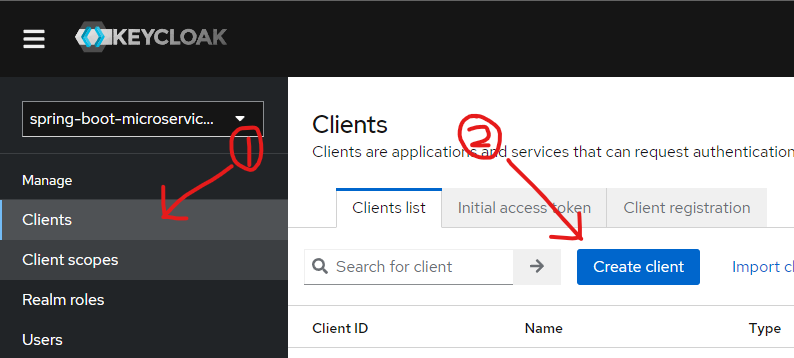 KEYCLOAK
spring-boot-microservic...
1
2
Manage
Clients
Client scopes
Realm roles
Users
Clients
Clients are applications and services that can request authentication
Clients list
Initial access token
Client registration
Search for client
Create client
Import cl
Client ID
Name
Type